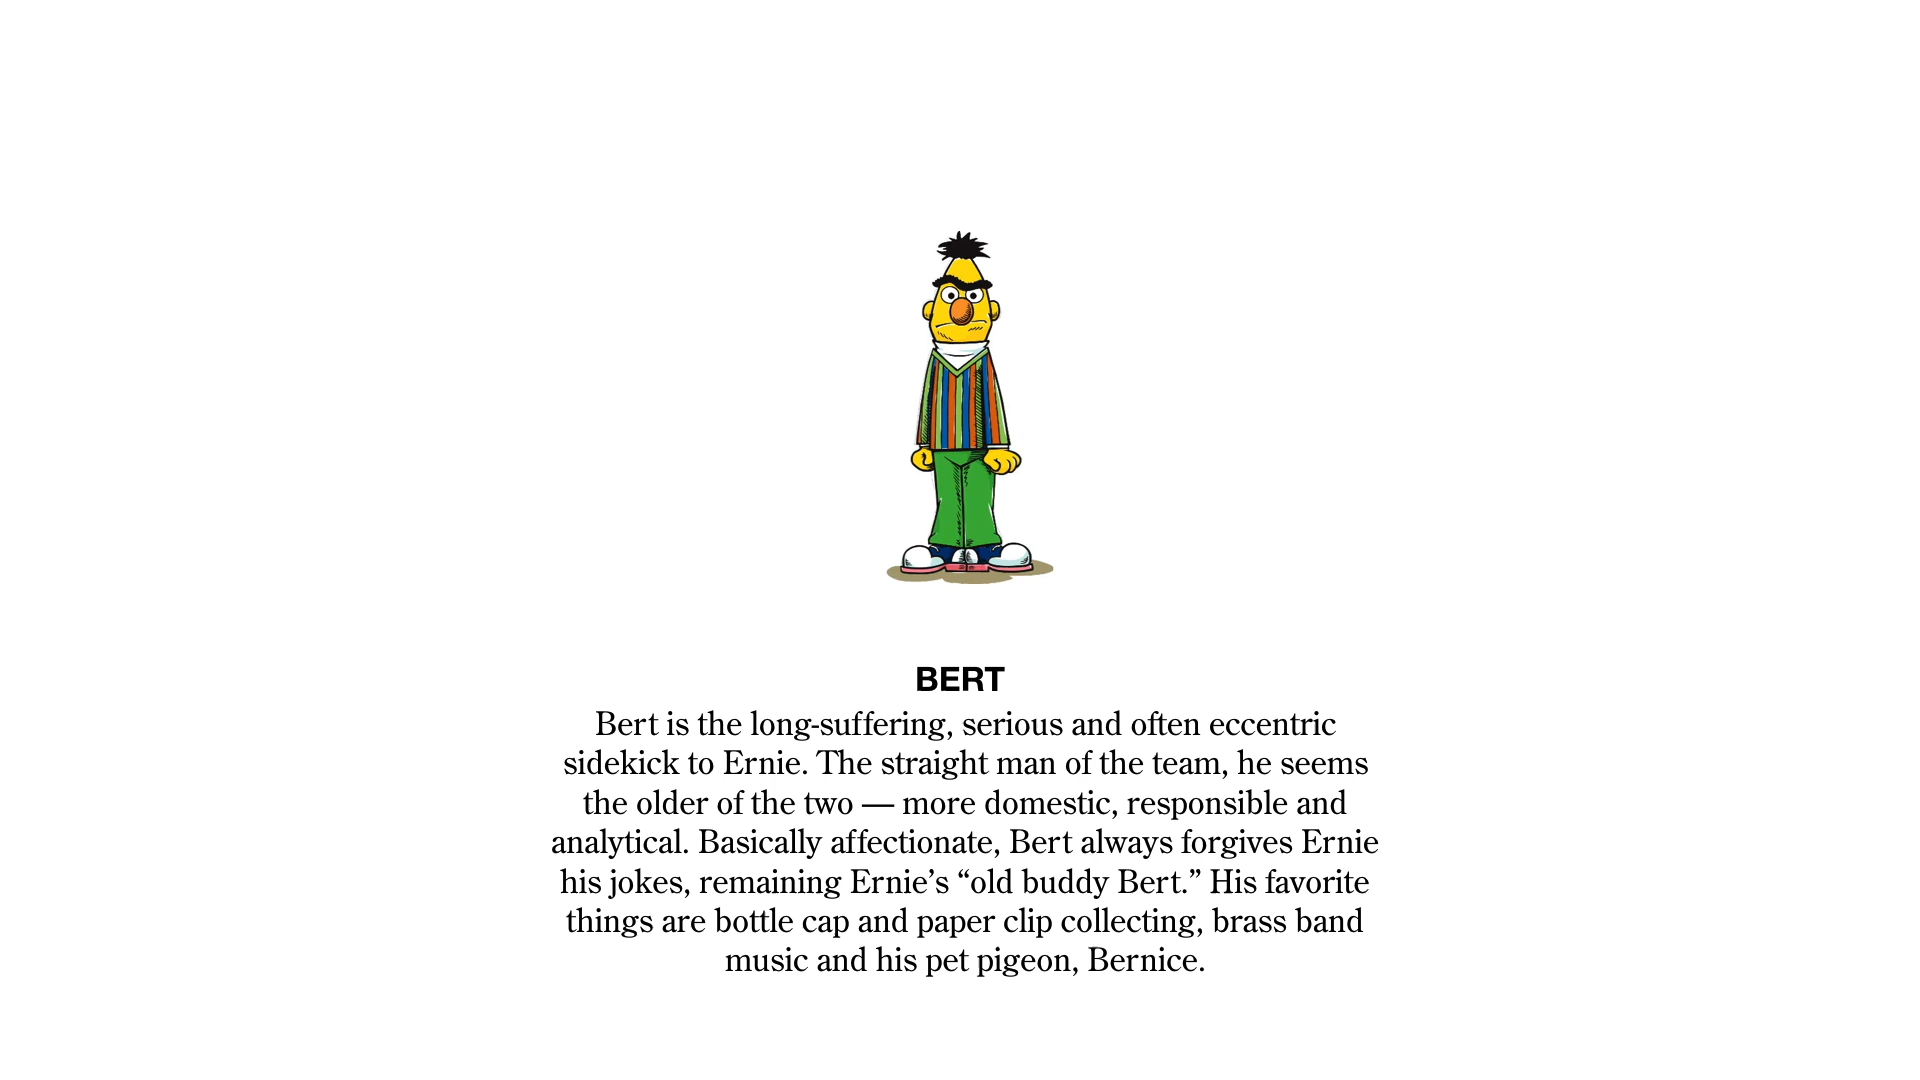 BERT
Bert is the long-suffering, serious and often eccentric
sidekick to Ernie. The straight man of the team, he seems
the older of the two — more domestic, responsible and
analytical. Basically affectionate, Bert always forgives Ernie
his jokes, remaining Ernie’s “old buddy Bert.” His favorite
things are bottle cap and paper clip collecting, brass band
music and his pet pigeon, Bernice.